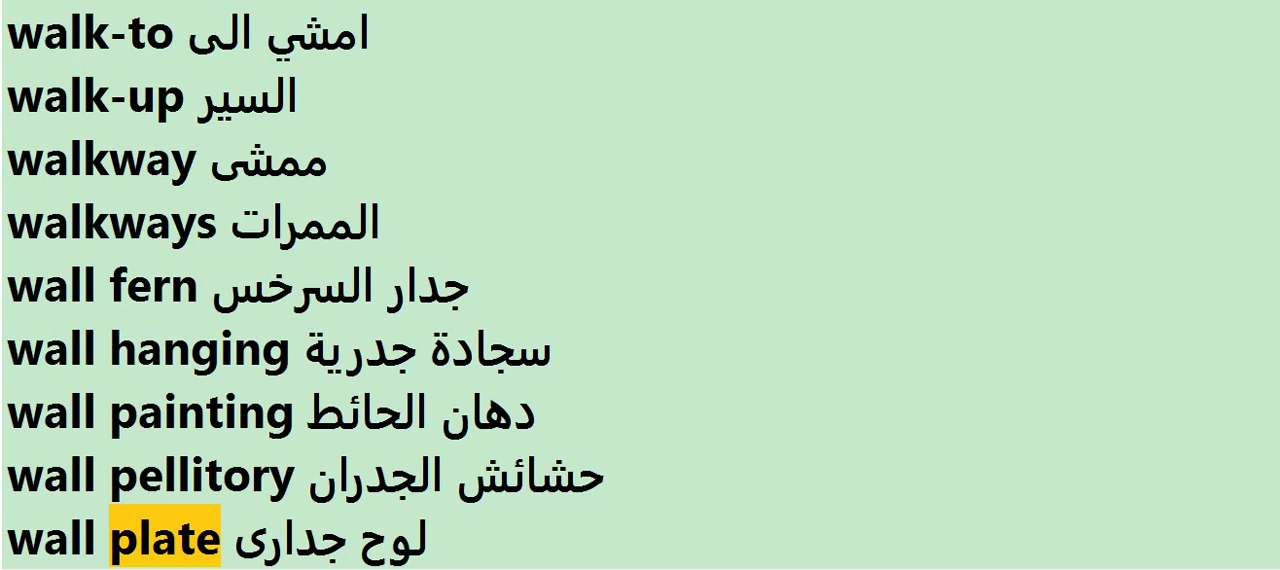 walk-to امشي الى
walk-up السير
walkway ممشى
walkways الممرات
wall fern جدار السرخس
wall hanging سجادة جدرية
wall painting دهان الحائط
wall pellitory حشائش الجدران
wall plate لوح جدارى